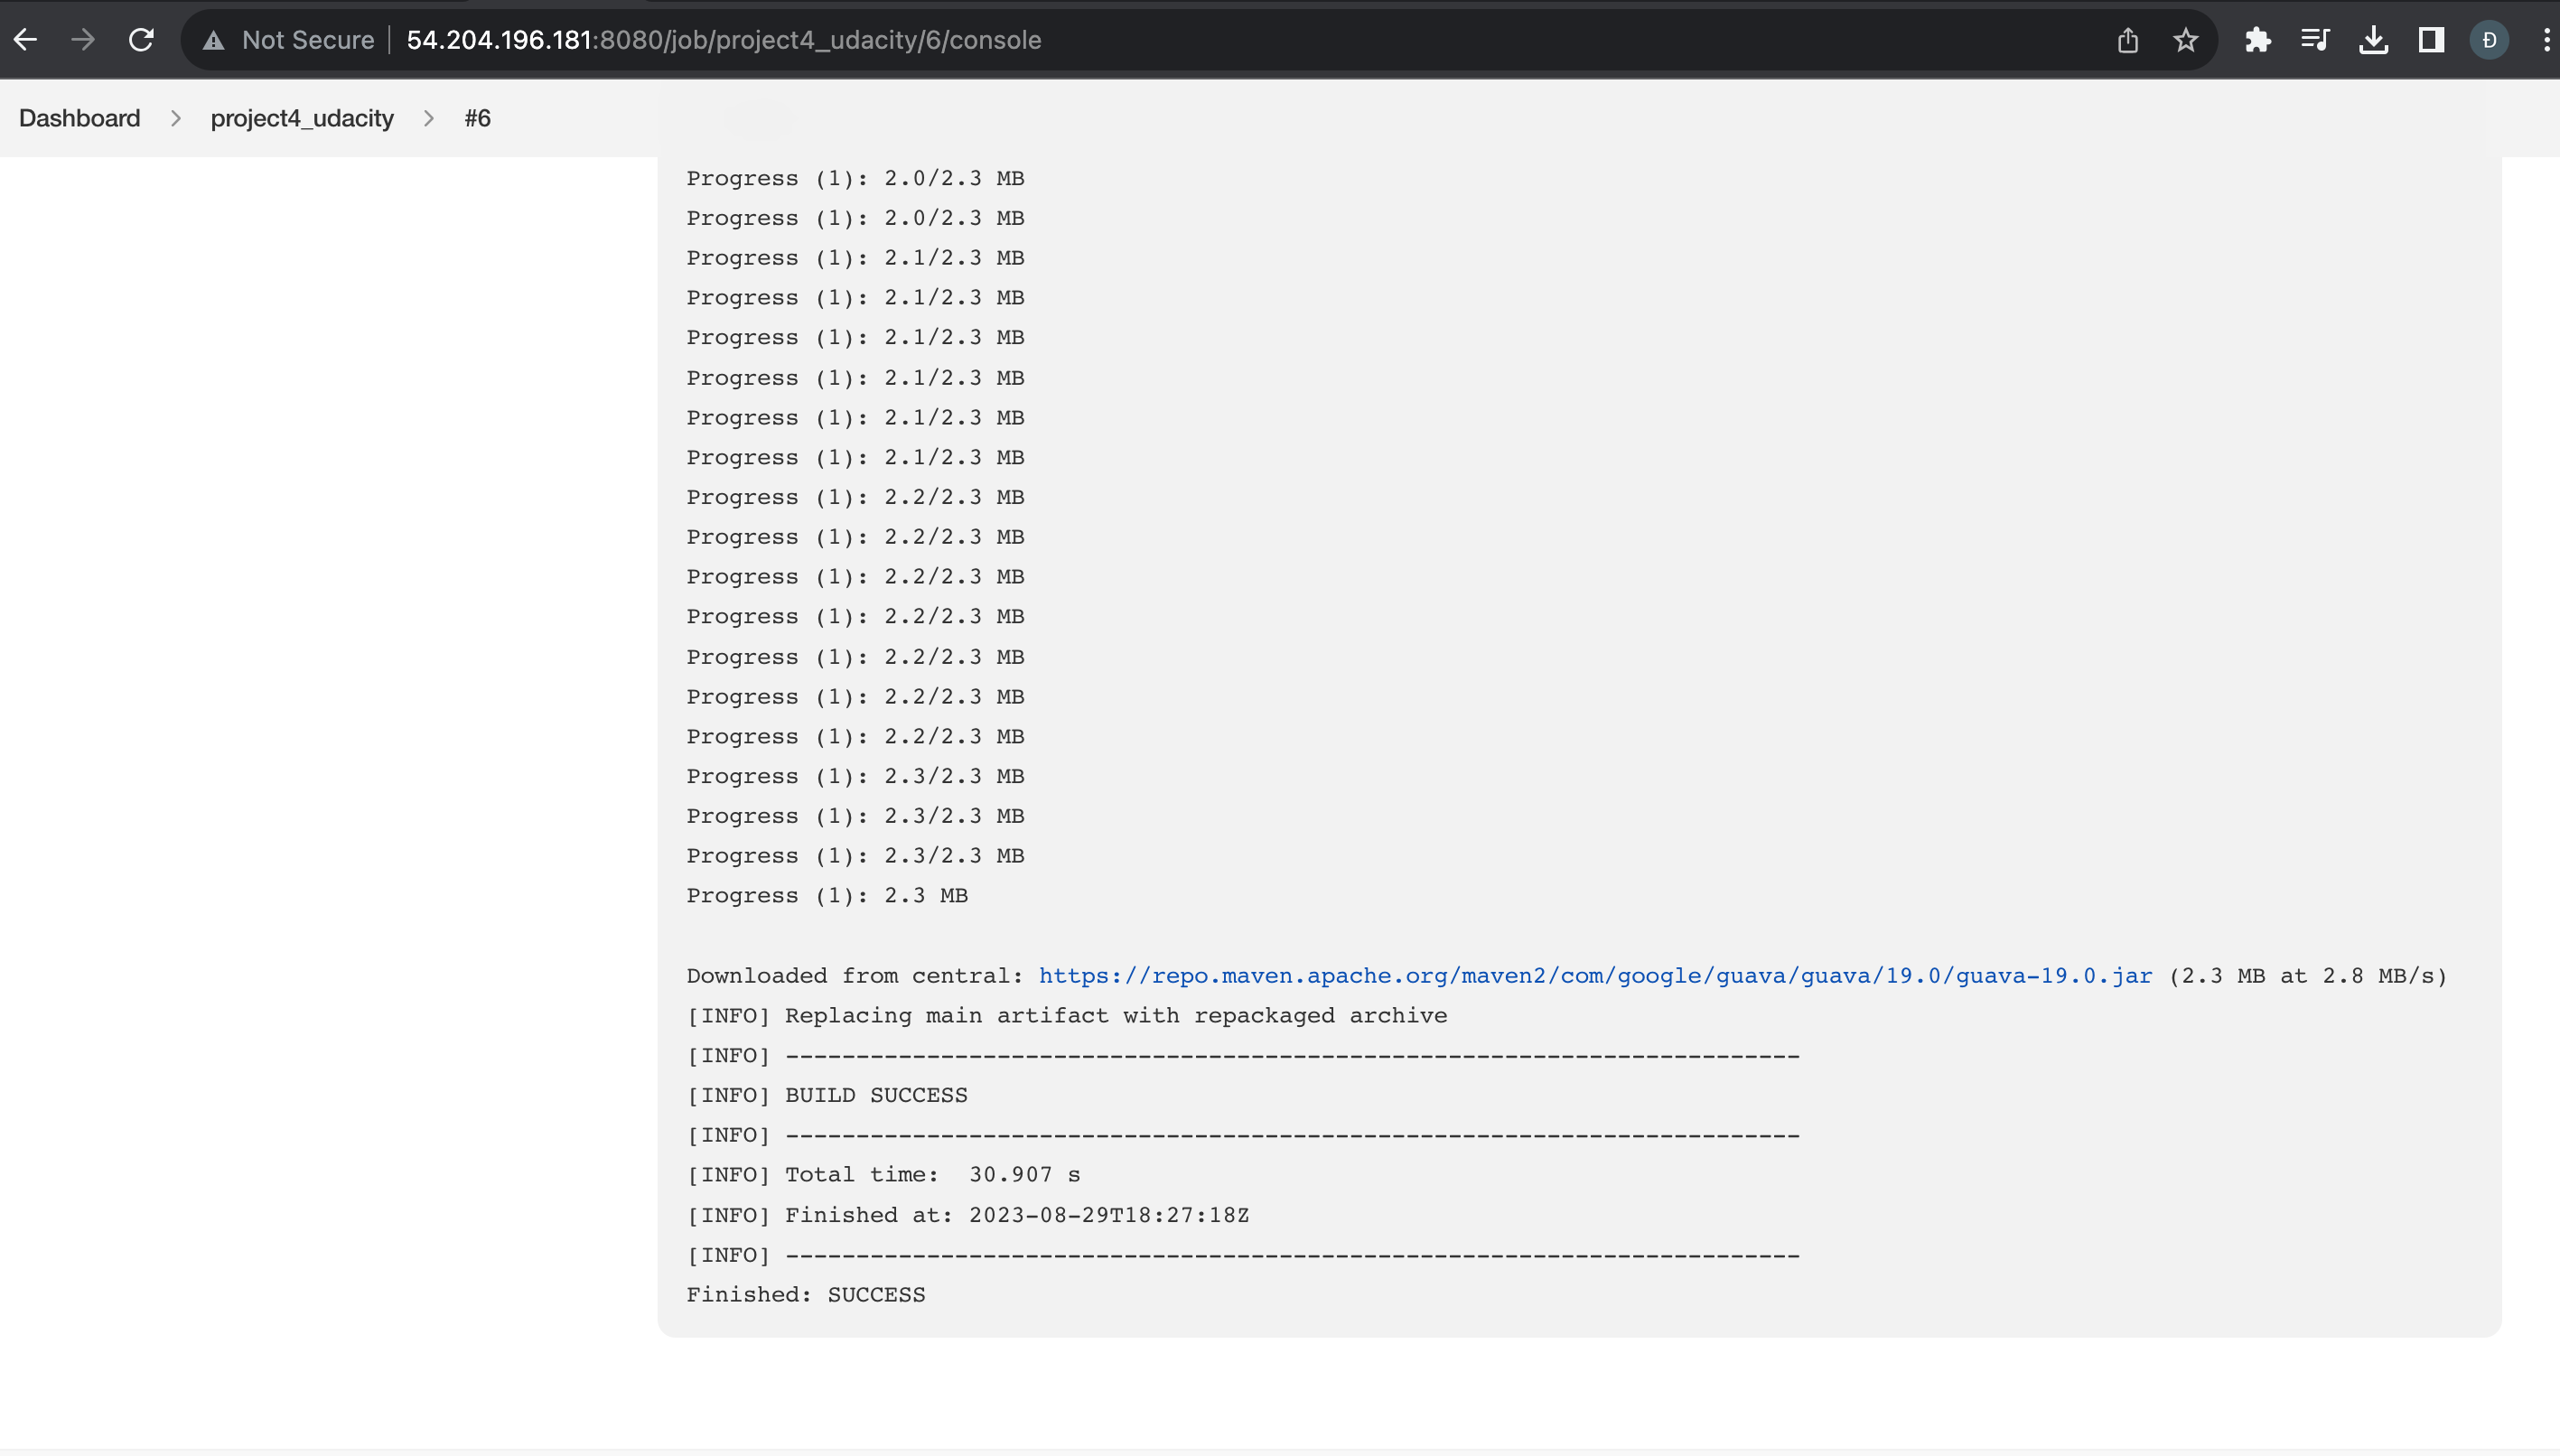 Not Secure 54.204.196.181:8080/job/project4_udacity/6/console Đ
Dashboard project4_udacity #6
Progress (1): 2.0/2.3 MB
Progress (1): 2.0/2.3 MB
Progress (1): 2.1/2.3 MB
Progress (1): 2.1/2.3 MB
Progress (1): 2.1/2.3 MB
Progress (1): 2.1/2.3 MB
Progress (1): 2.1/2.3 MB
Progress (1): 2.1/2.3 MB
Progress (1): 2.2/2.3 MB
Progress (1): 2.2/2.3 MB
Progress (1): 2.2/2.3 MB
Progress (1): 2.2/2.3 MB
Progress (1): 2.2/2.3 MB
Progress (1): 2.2/2.3 MB
Progress (1): 2.2/2.3 MB
Progress (1): 2.3/2.3 MB
Progress (1): 2.3/2.3 MB
Progress (1): 2.3/2.3 MB
Progress (1): 2.3 MB
Downloaded from central: https://repo.maven.apache.org/maven2/com/google/guava/guava/19.0/guava-19.0.jar (2.3 MB at 2.8 MB/s)
[INFO] Replacing main artifact with repackaged archive
[INFO] ------------------------------------------------------------------------
[INFO] BUILD SUCCESS
[INFO] ------------------------------------------------------------------------
[INFO] Total time:  30.907 s
[INFO] Finished at: 2023-08-29T18:27:18Z
[INFO] ------------------------------------------------------------------------
Finished: SUCCESS